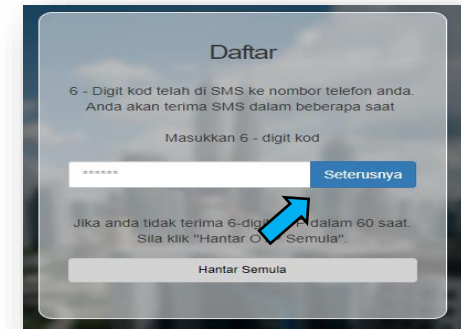 Daftar
6 - Digit kod telah di SMS ke nombor telefon anda.
Anda akan terima SMS dalam beberapa saat
Masukkan 6 - digit kod
******
Seterusnya
Jika anda tidak terima 6-digit P dalam 60 saat.
Sila klik "Hantar O Semula".
Hantar Semula